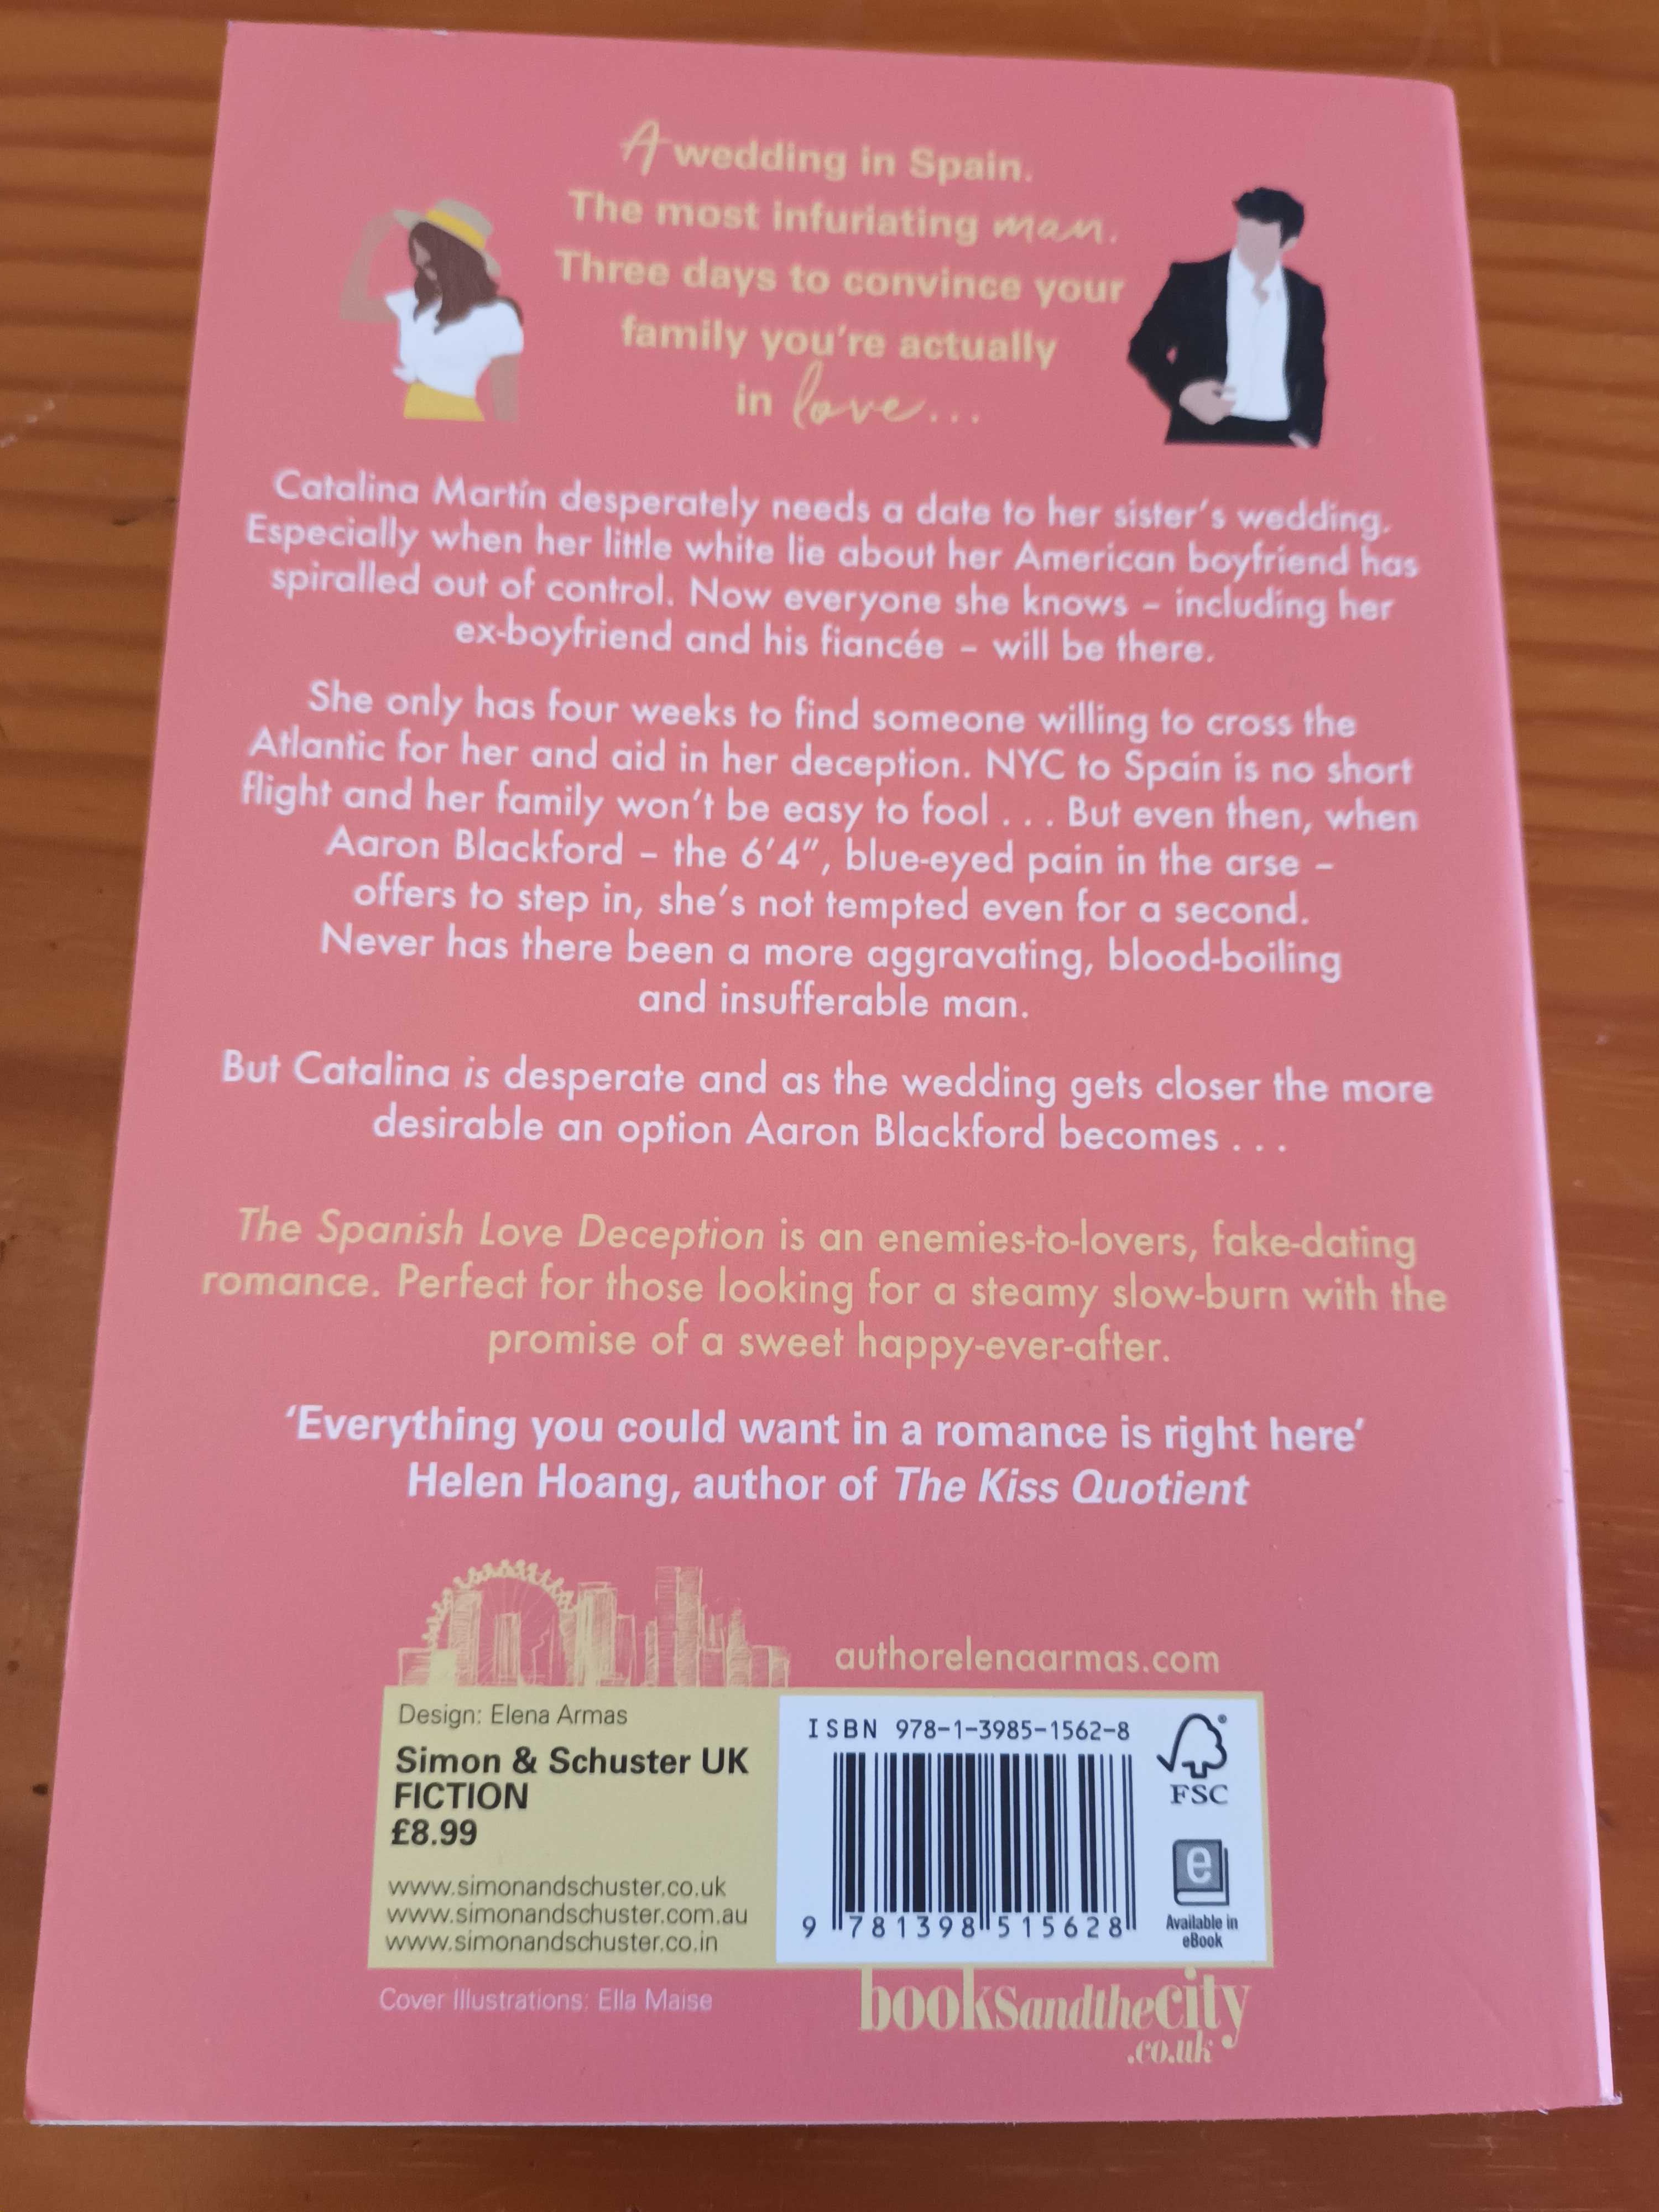 A wedding in Spain.
The most infuriating man.
Three days to convince your
family you're actually
in love...
Catalina Martín desperately needs a date to her sister's wedding.
Especially when her little white lie about her American boyfriend has
spiralled out of control. Now everyone she knows – including her
ex-boyfriend and his fiancée – will be there.
She only has four weeks to find someone willing to cross the
Atlantic for her and aid in her deception. NYC to Spain is no short
flight and her family won't be easy to fool . . . But even then, when
Aaron Blackford – the 6'4", blue-eyed pain in the arse –
offers to step in, she's not tempted even for a second.
Never has there been a more aggravating, blood-boiling
and insufferable man.
But Catalina is desperate and as the wedding gets closer the more
desirable an option Aaron Blackford becomes . . .
The Spanish Love Deception is an enemies-to-lovers, fake-dating
romance. Perfect for those looking for a steamy slow-burn with the
promise of a sweet happy-ever-after.
'Everything you could want in a romance is right here'
Helen Hoang, author of The Kiss Quotient
authorelenaarmas.com
Design: Elena Armas
Simon & Schuster UK
FICTION
£8.99
www.simonandschuster.co.uk
www.simonandschuster.com.au
www.simonandschuster.co.in
ISBN 978-1-3985-1562-8
9 781398 515628
FSC
e
Available in
eBook
Cover Illustrations: Ella Maise
booksandthecity
.co.uk